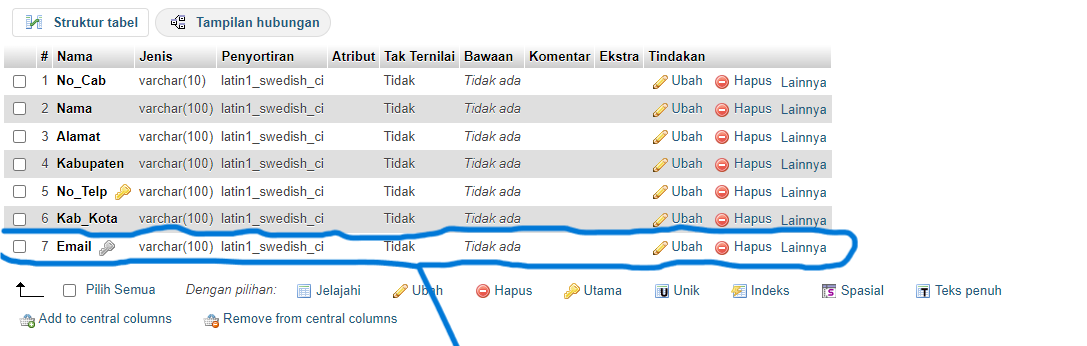 Struktur tabel Tampilan hubungan
# Nama Jenis Penyortiran Atribut Tak Ternilai Bawaan Komentar Ekstra Tindakan
1 No_Cab varchar(10) latin1_swedish_ci Tidak Tidak ada Ubah Hapus Lainnya
2 Nama varchar(100) latin1_swedish_ci Tidak Tidak ada Ubah Hapus Lainnya
3 Alamat varchar(100) latin1_swedish_ci Tidak Tidak ada Ubah Hapus Lainnya
4 Kabupaten varchar(100) latin1_swedish_ci Tidak Tidak ada Ubah Hapus Lainnya
5 No_Telp varchar(100) latin1_swedish_ci Tidak Tidak ada Ubah Hapus Lainnya
6 Kab_Kota varchar(100) latin1_swedish_ci Tidak Tidak ada Ubah Hapus Lainnya
7 Email varchar(100) latin1_swedish_ci Tidak Tidak ada Ubah Hapus Lainnya
Pilih Semua Dengan pilihan: Jelajahi Ubah Hapus Utama Unik Indeks Spasial Teks penuh
Add to central columns Remove from central columns